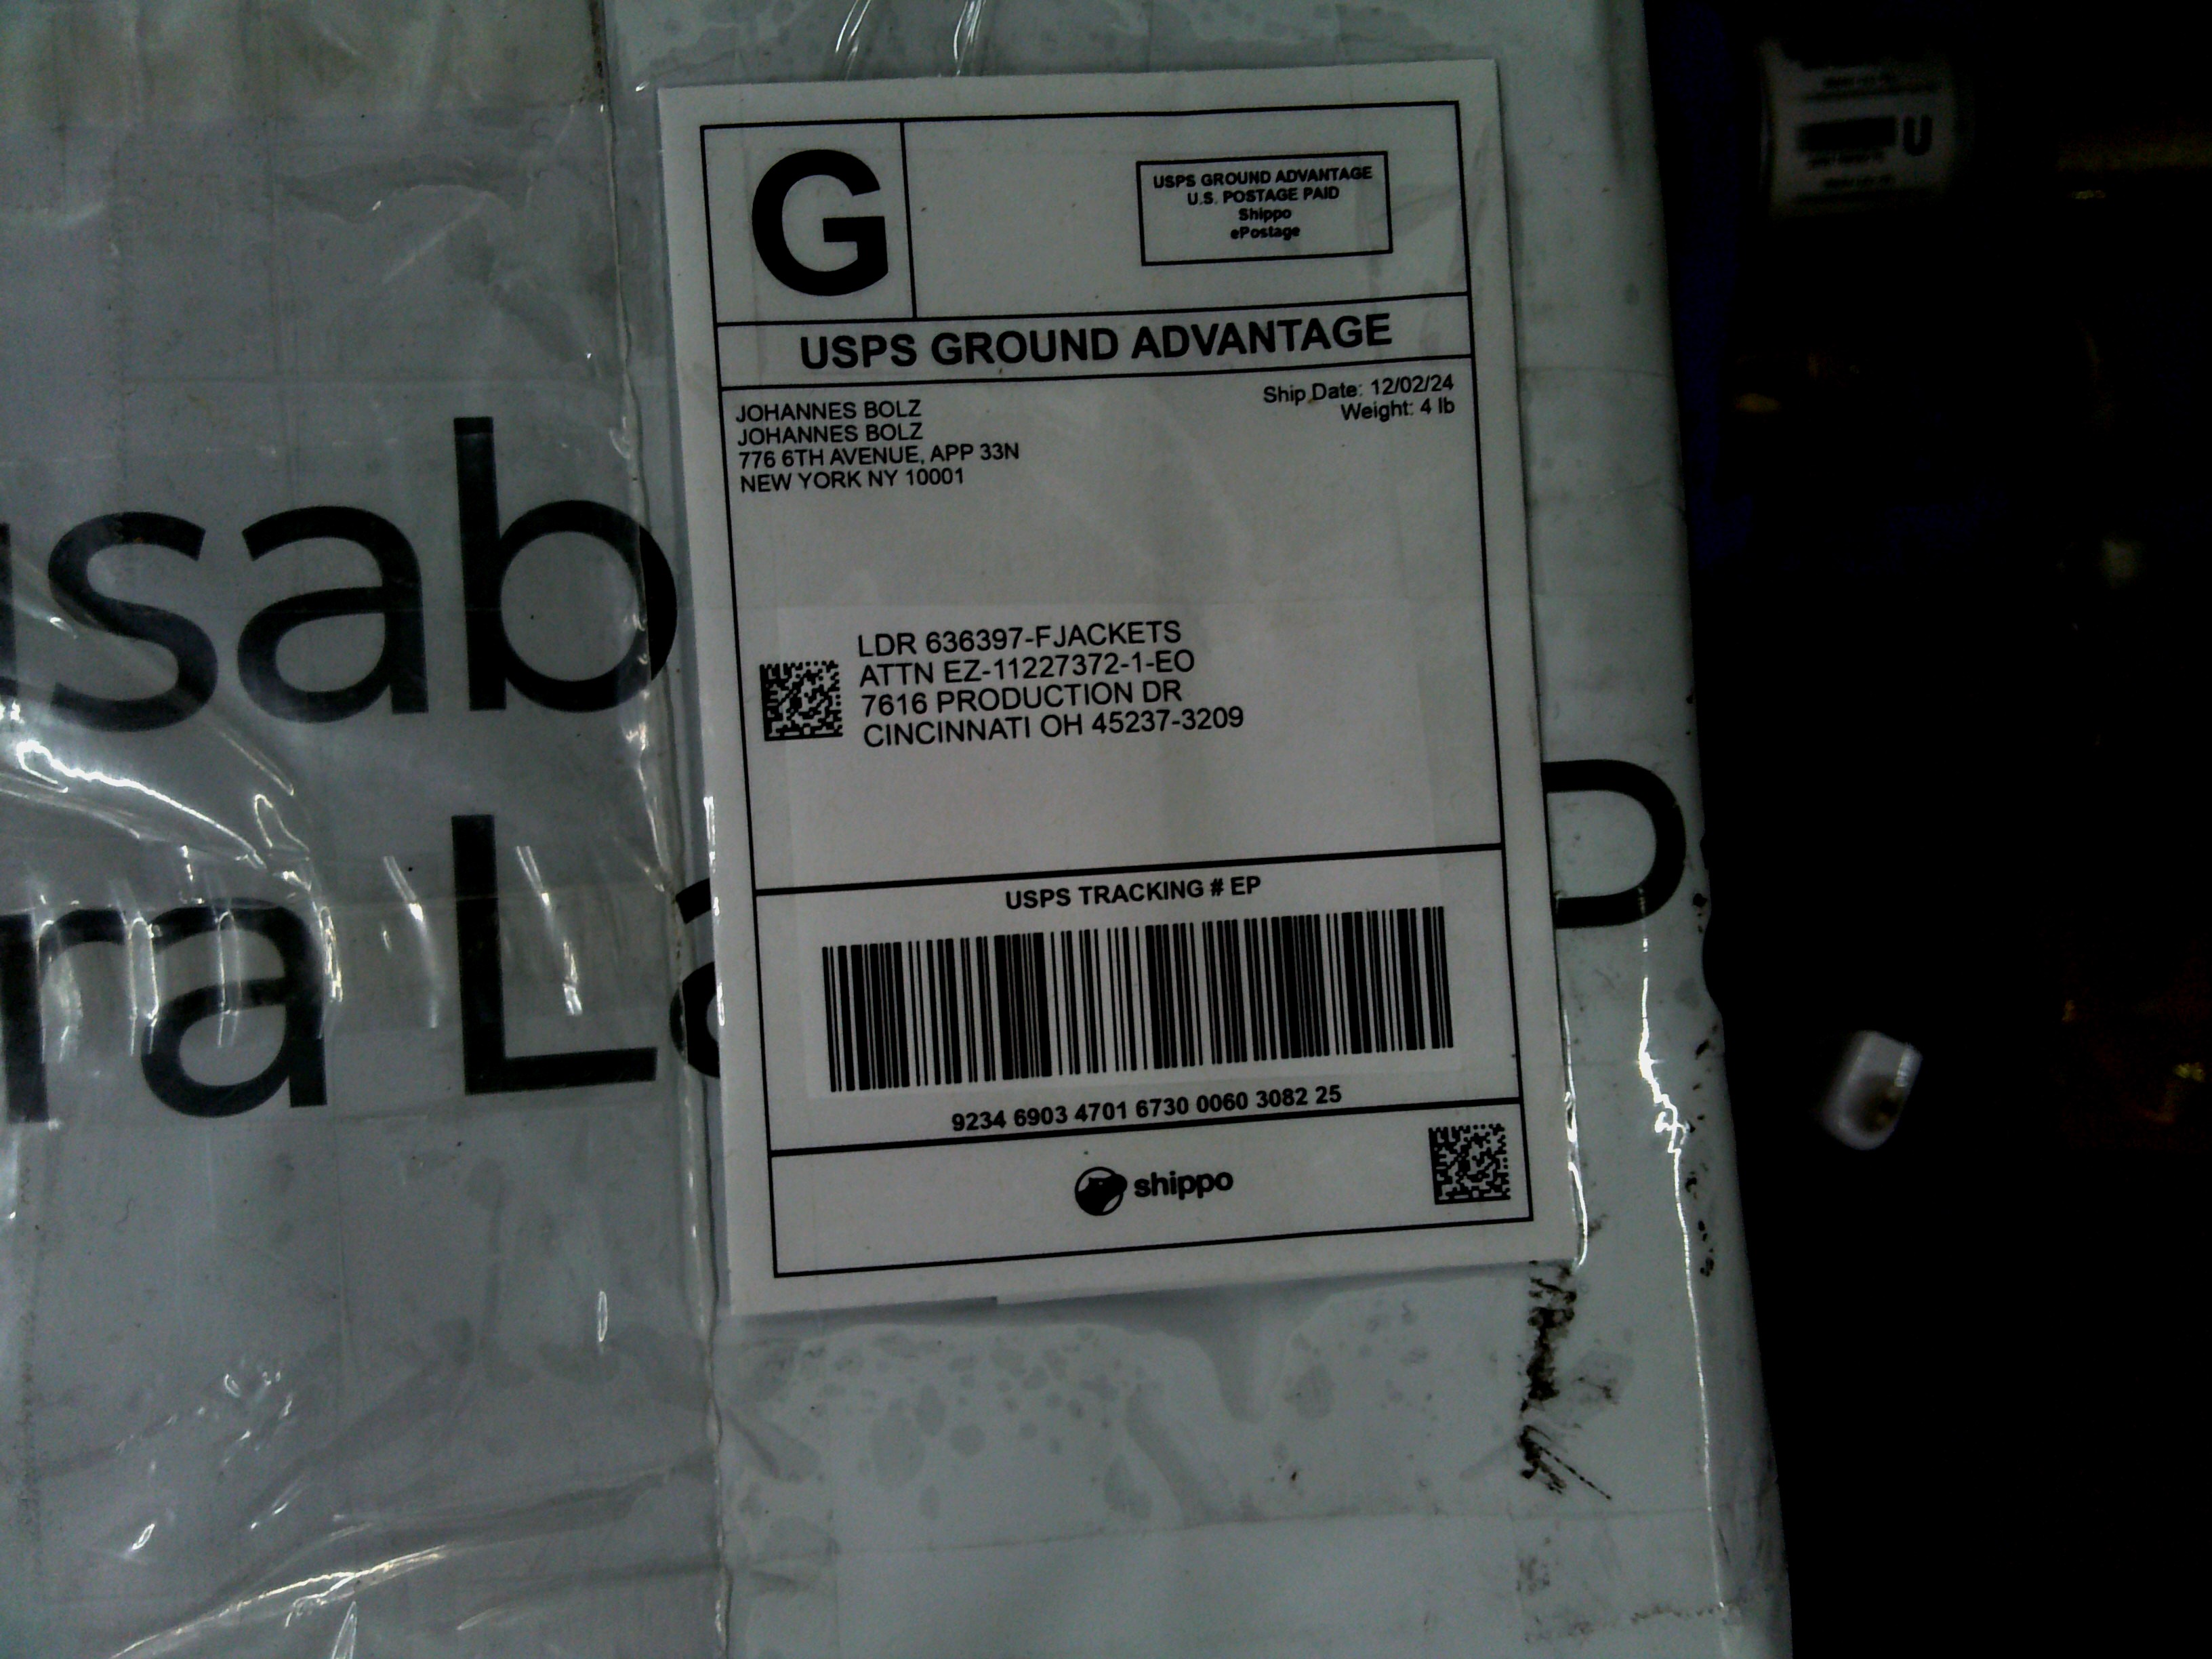 G
USPS GROUND ADVANTAGE
U.S. POSTAGE PAID
Shippo
ePostage
USPS GROUND ADVANTAGE
Ship Date: 12/02/24
Weight: 4 lb
JOHANNES BOLZ
JOHANNES BOLZ
776 6TH AVENUE, APP 33N
NEW YORK NY 10001
LDR 636397-FJACKETS
ATTN EZ-11227372-1-EO
7616 PRODUCTION DR
CINCINNATI OH 45237-3209
USPS TRACKING # EP
9234 6903 4701 6730 0060 3082 25
shippo
usab
ra La P
U